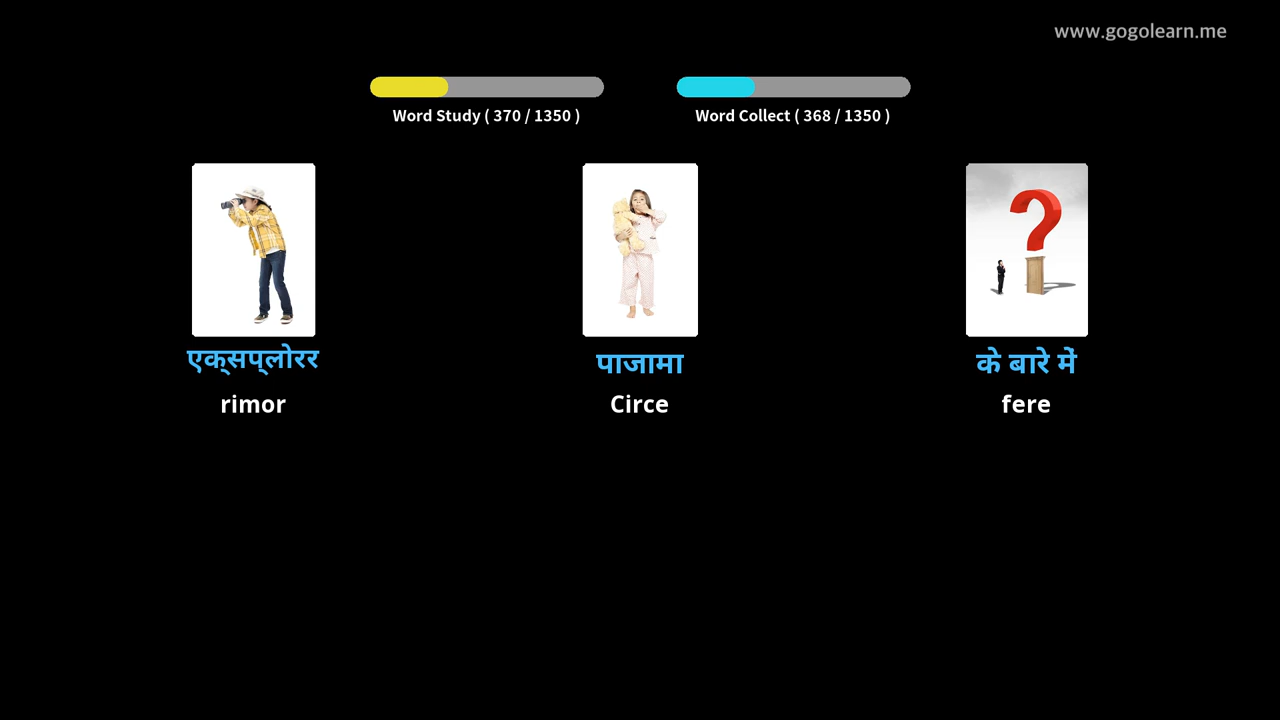 www.gogolearn.me
Word Study ( 370 / 1350 )
Word Collect ( 368 / 1350 )
एक्सप्लोरर
पाजामा
के बारे में
rimor
Circe
fere